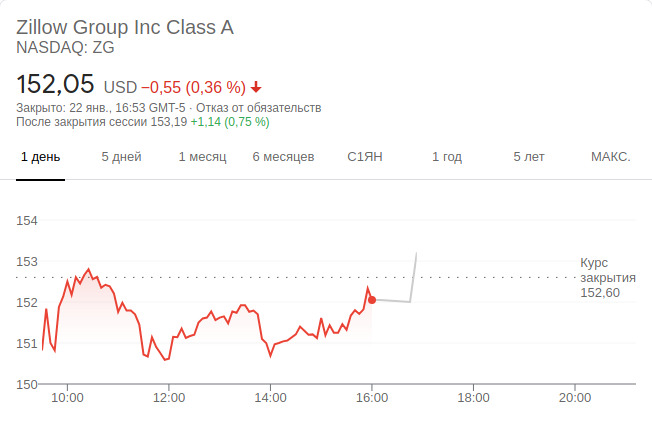 Zillow Group Inc Class A
NASDAQ: ZG
152,05 USD −0,55 (0,36 %)
Закрыто: 22 янв., 16:53 GMT-5 · Отказ от обязательств
После закрытия сессии 153,19 +1,14 (0,75 %)
1 день 5 дней 1 месяц 6 месяцев С1ЯН 1 год 5 лет МАКС.
154
153
Курс
закрытия
152,60
152
151
150
10:00 12:00 14:00 16:00 18:00 20:00